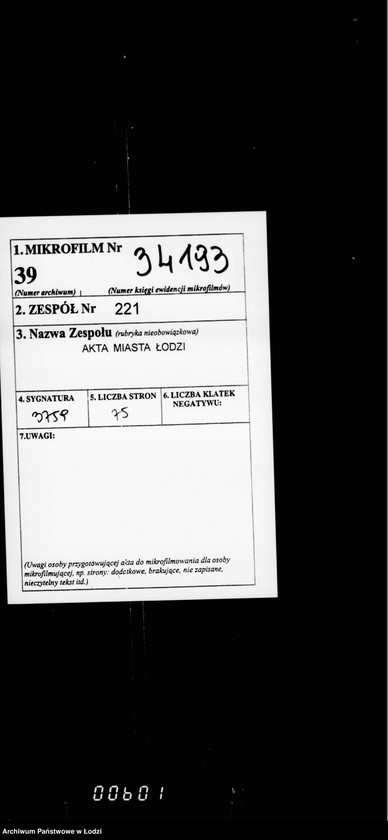 1. MIKROFILM Nr 34193
39
(Numer archiwum) (Numer księgi ewidencji mikrofilmów)
2. ZESPÓŁ Nr 221
3. Nazwa Zespołu (rubryka nieobowiązkowa)
AKTA MIASTA ŁODZI
4. SYGNATURA 5. LICZBA STRON 6. LICZBA KLATEK
NEGATYWU:
3759 75
7.UWAGI:
(Uwagi osoby przygotowującej akta do mikrofilmowania dla osoby
mikrofilmującej, np. strony: dodatkowe, brakujące, nie zapisane,
nieczytelny tekst itd.)
00601
Archiwum Państwowe w Łodzi